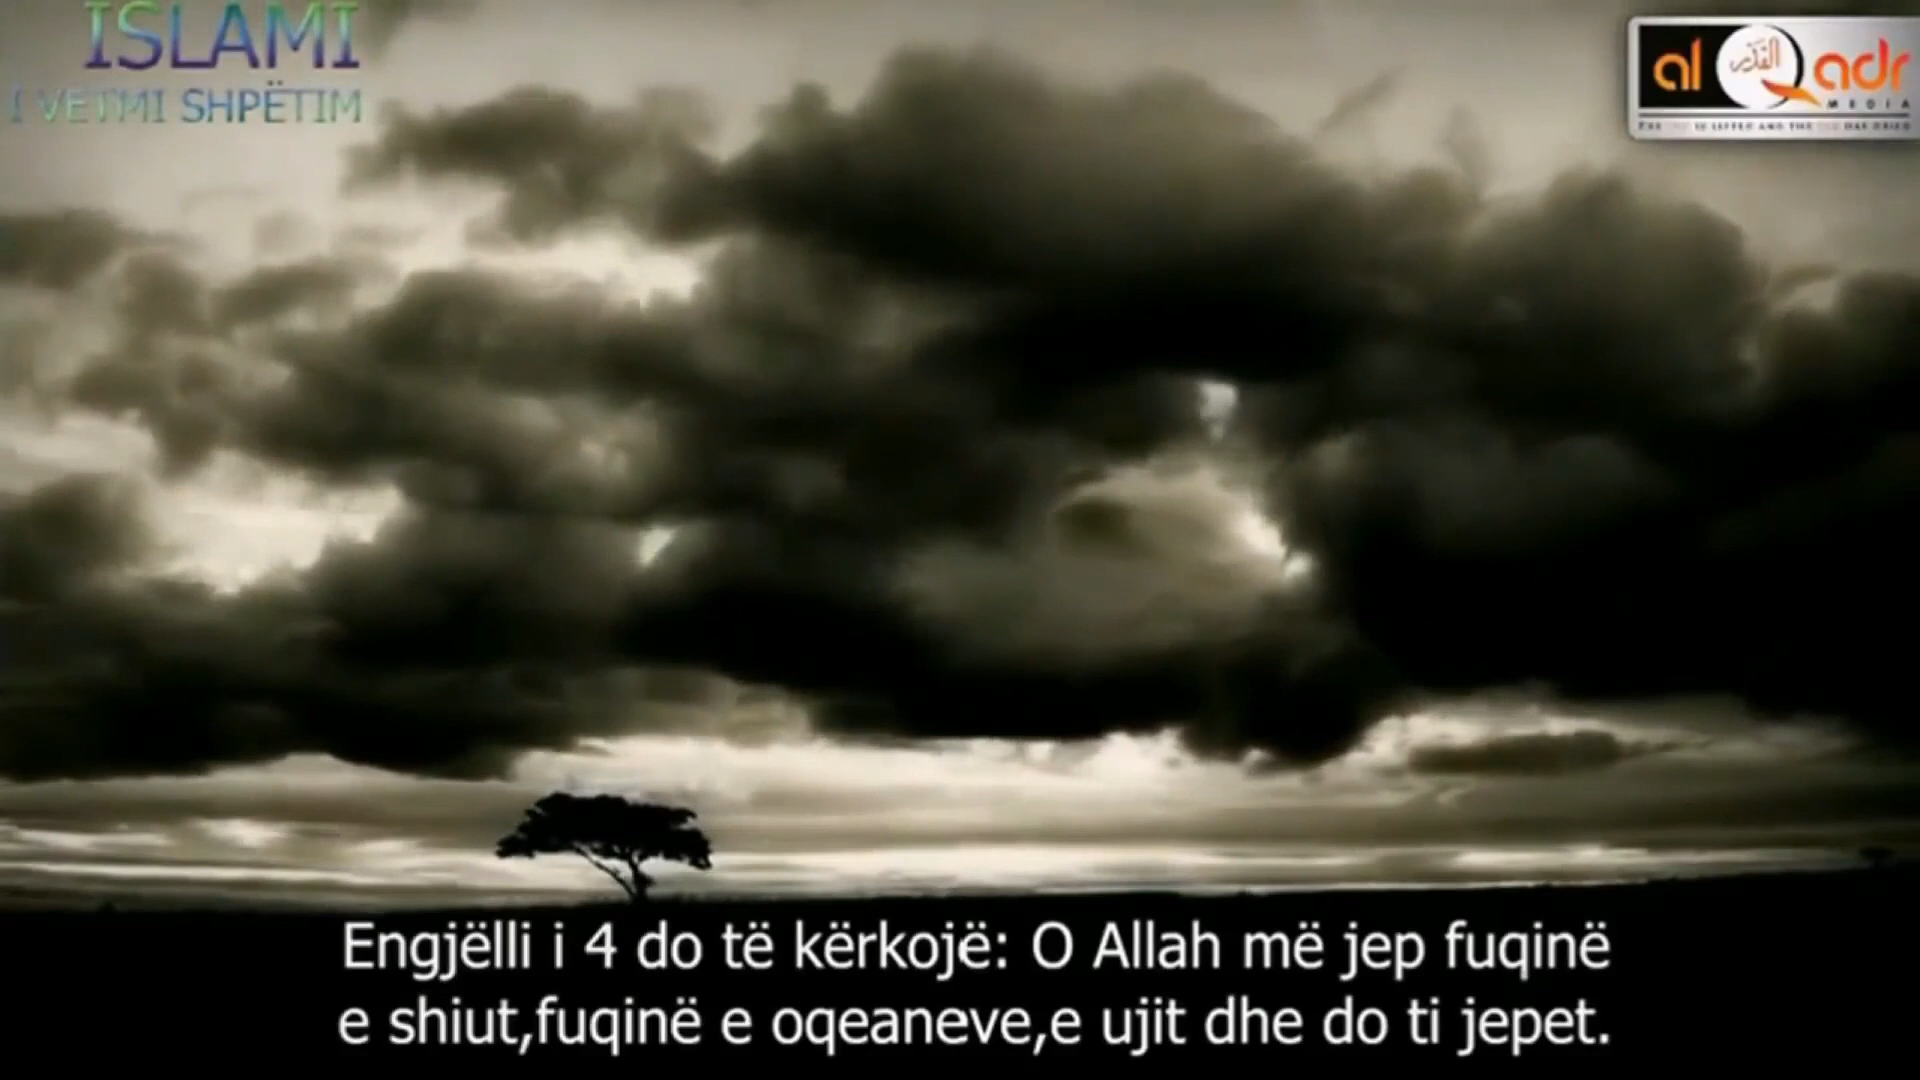 ISLAMI
I VETMI SHPËTIM
al Qadr
القدر
MEDIA
Engjëlli i 4 do të kërkojë: O Allah më jep fuqinë
e shiut,fuqinë e oqeaneve,e ujit dhe do ti jepet.